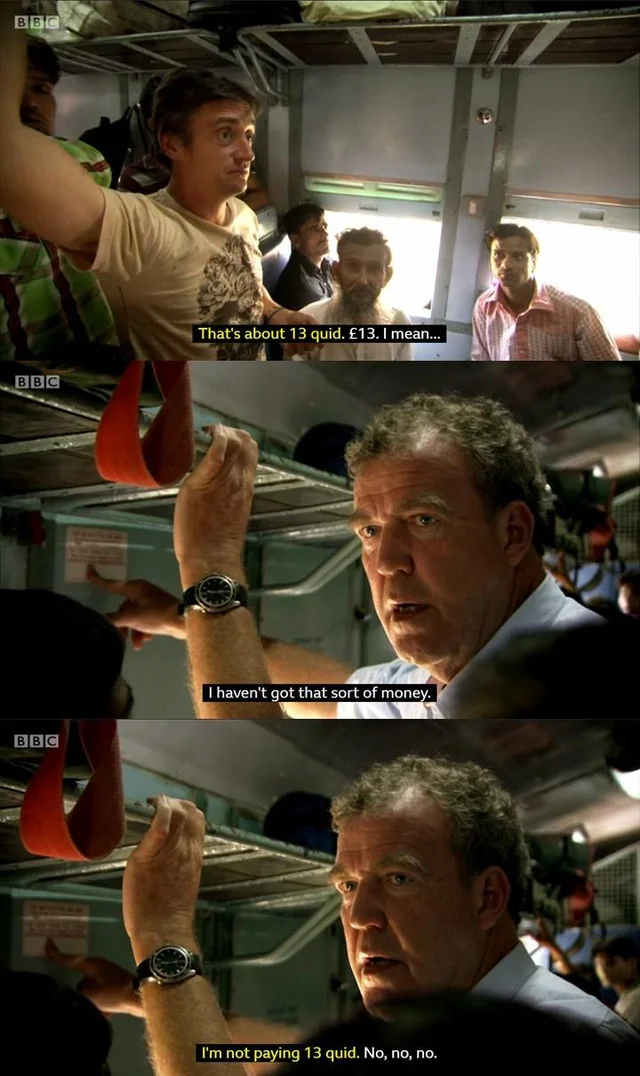 BBC
That's about 13 quid. £13. I mean...
BBC
I haven't got that sort of money.
BBC
I'm not paying 13 quid. No, no, no.